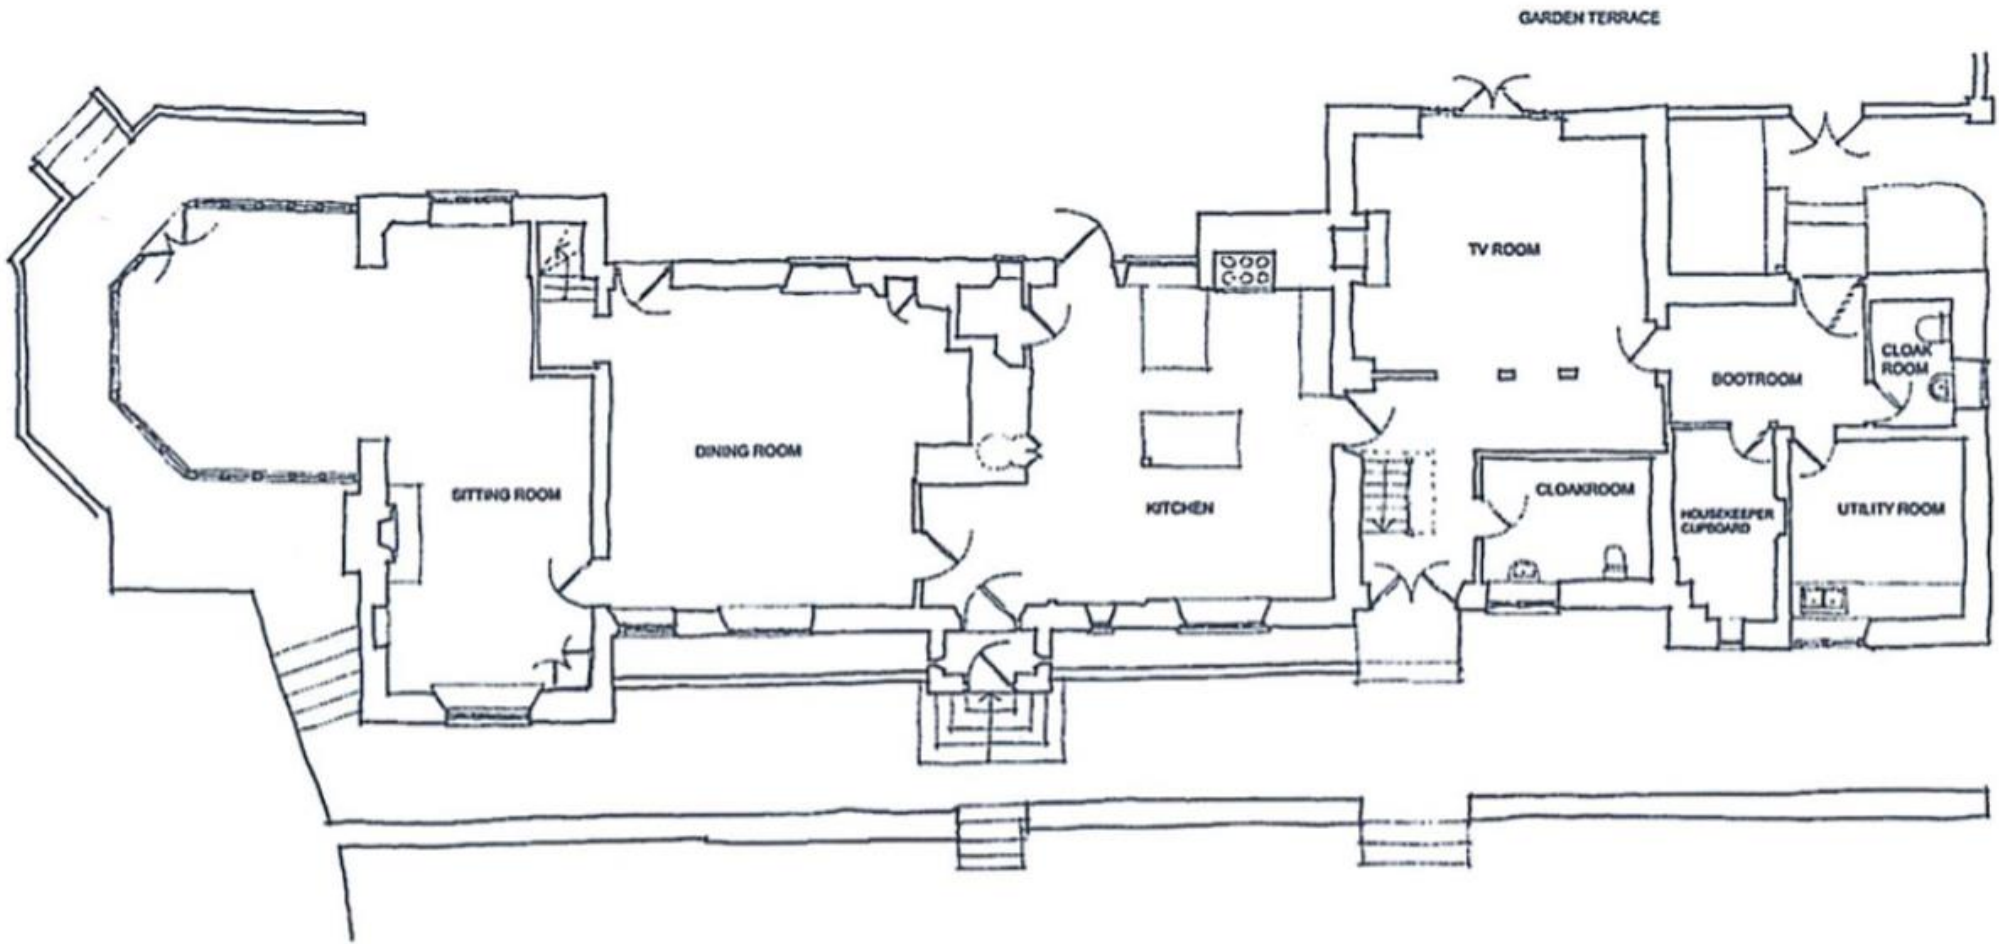 GARDEN TERRACE
TV ROOM
CLOAK
ROOM
BOOTROOM
DINING ROOM
SITTING ROOM
KITCHEN
CLOAKROOM
HOUSEKEEPER
CUPBOARD
UTILITY ROOM